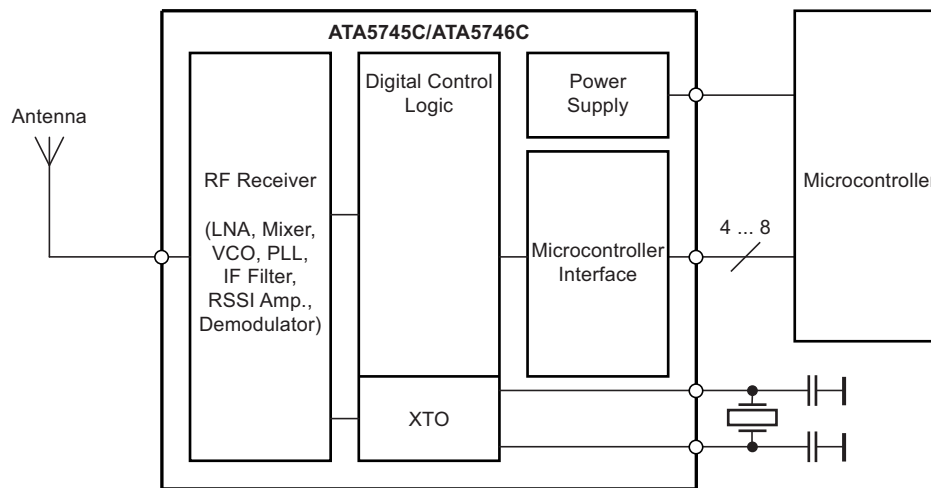 ATA5745C/ATA5746C
Antenna
RF Receiver
(LNA, Mixer,
VCO, PLL,
IF Filter,
RSSI Amp.,
Demodulator)
Digital Control
Logic
XTO
Power
Supply
Microcontroller
Interface
4 ... 8
Microcontroller